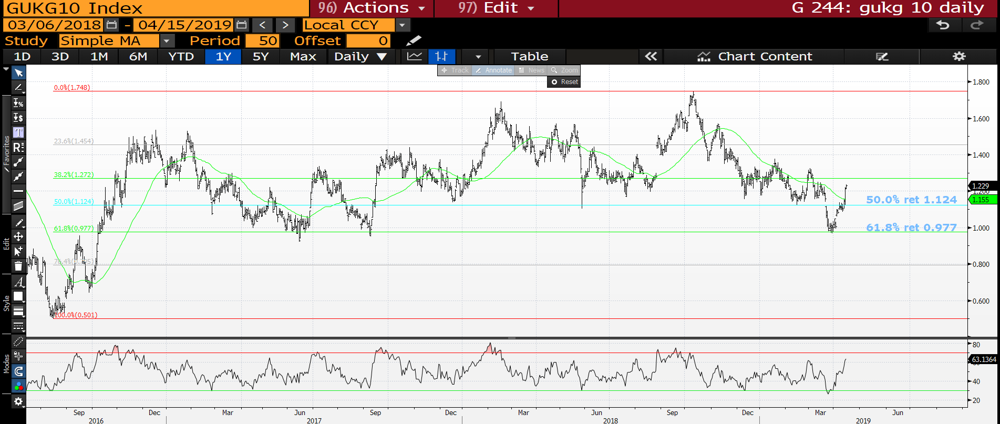 GUKG10 Index 96) Actions 97) Edit G 244: gukg 10 daily
03/06/2018 - 04/15/2019 < > Local CCY
Study Simple MA Period 50 Offset 0
1D 3D 1M 6M YTD 1Y 5Y Max Daily Table Chart Content
Track Annotate News Zoom
Reset
Favorites
Edit
Style
Modes
0.0%(1.748)
23.6%(1.454)
38.2%(1.272)
50.0%(1.124)
61.8%(0.977)
76.4%(0.795)
100.0%(0.501)
50.0% ret 1.124
61.8% ret 0.977
1.800
1.600
1.400
1.229
1.200
1.155
1.000
0.800
0.600
80
63.1364
40
20
Sep Dec Mar Jun Sep Dec Mar Jun Sep Dec Mar Jun
2016 2017 2018 2019